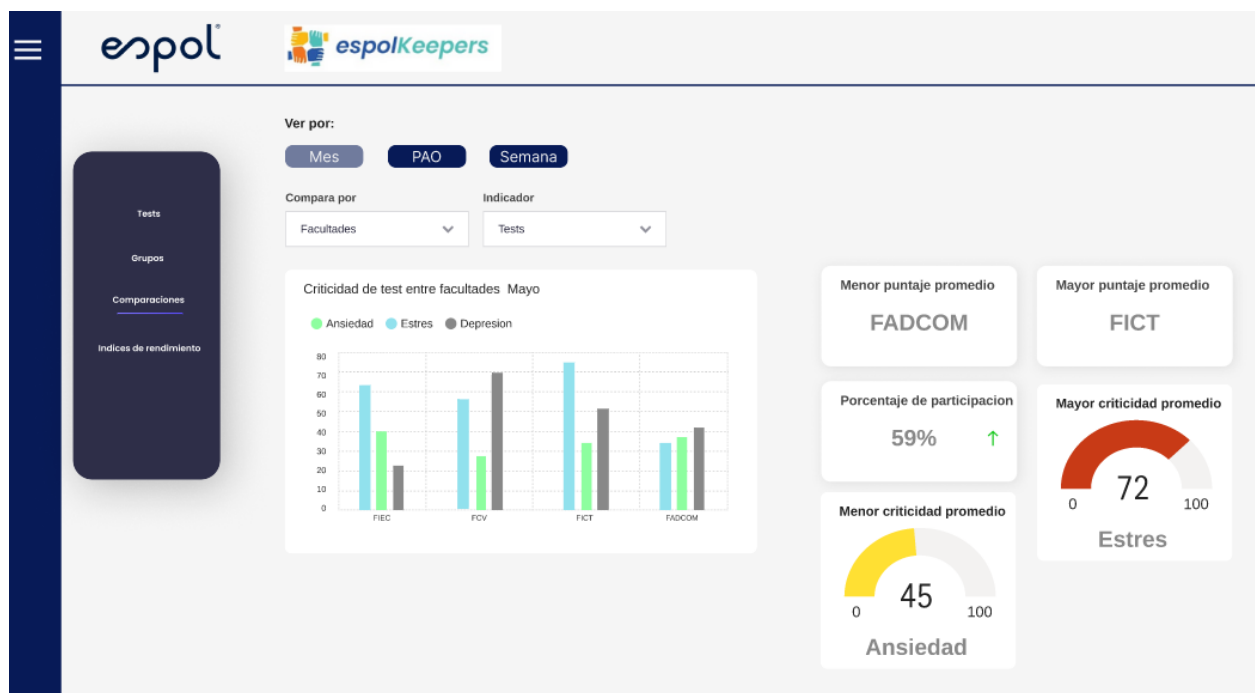 espol
espolKeepers
Ver por:
Mes PAO Semana
Compara por Indicador
Facultades Tests
Tests
Grupos
Comparaciones
Indices de rendimiento
Criticidad de test entre facultades Mayo
Ansiedad Estres Depresion
80
70
60
50
40
30
20
10
0
FIEC FCV FICT FADCOM
Menor puntaje promedio
FADCOM
Mayor puntaje promedio
FICT
Porcentaje de participacion
59% ↑
Mayor criticidad promedio
72
0 100
Estres
Menor criticidad promedio
45
0 100
Ansiedad